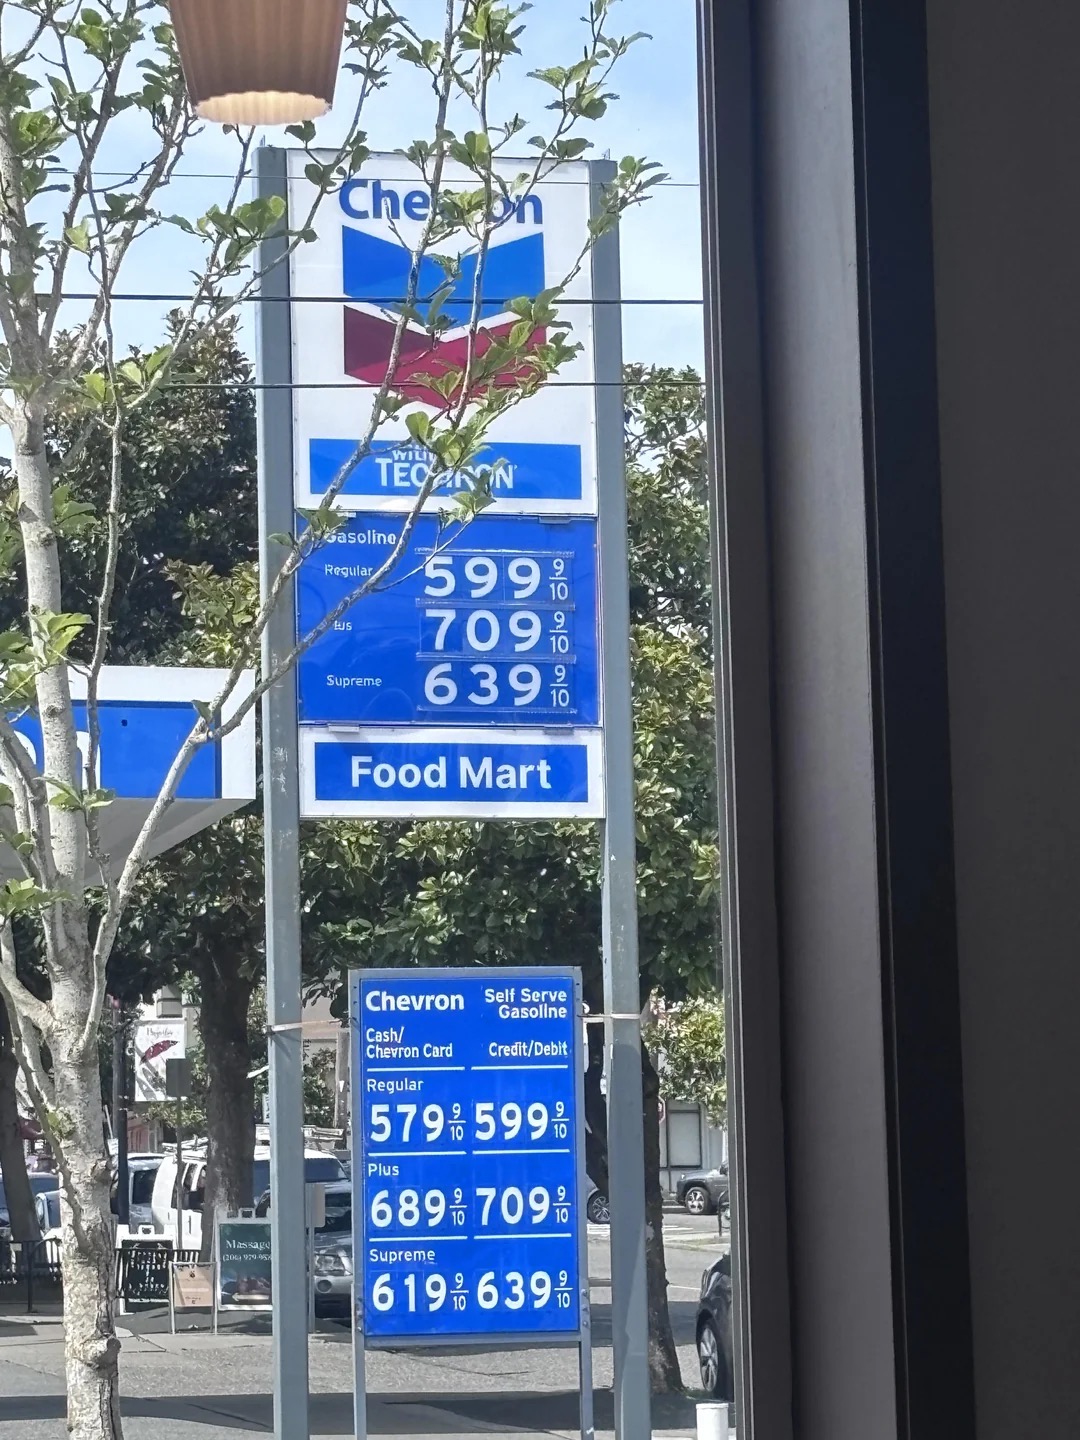 Chevron
WITH
TECHRON
Gasoline
Regular 599 9/10
Plus 709 9/10
Supreme 639 9/10
Food Mart
Chevron Self Serve
Gasoline
Cash/
Chevron Card Credit/Debit
Regular
579 9/10 599 9/10
Plus
689 9/10 709 9/10
Supreme
619 9/10 639 9/10
Massage